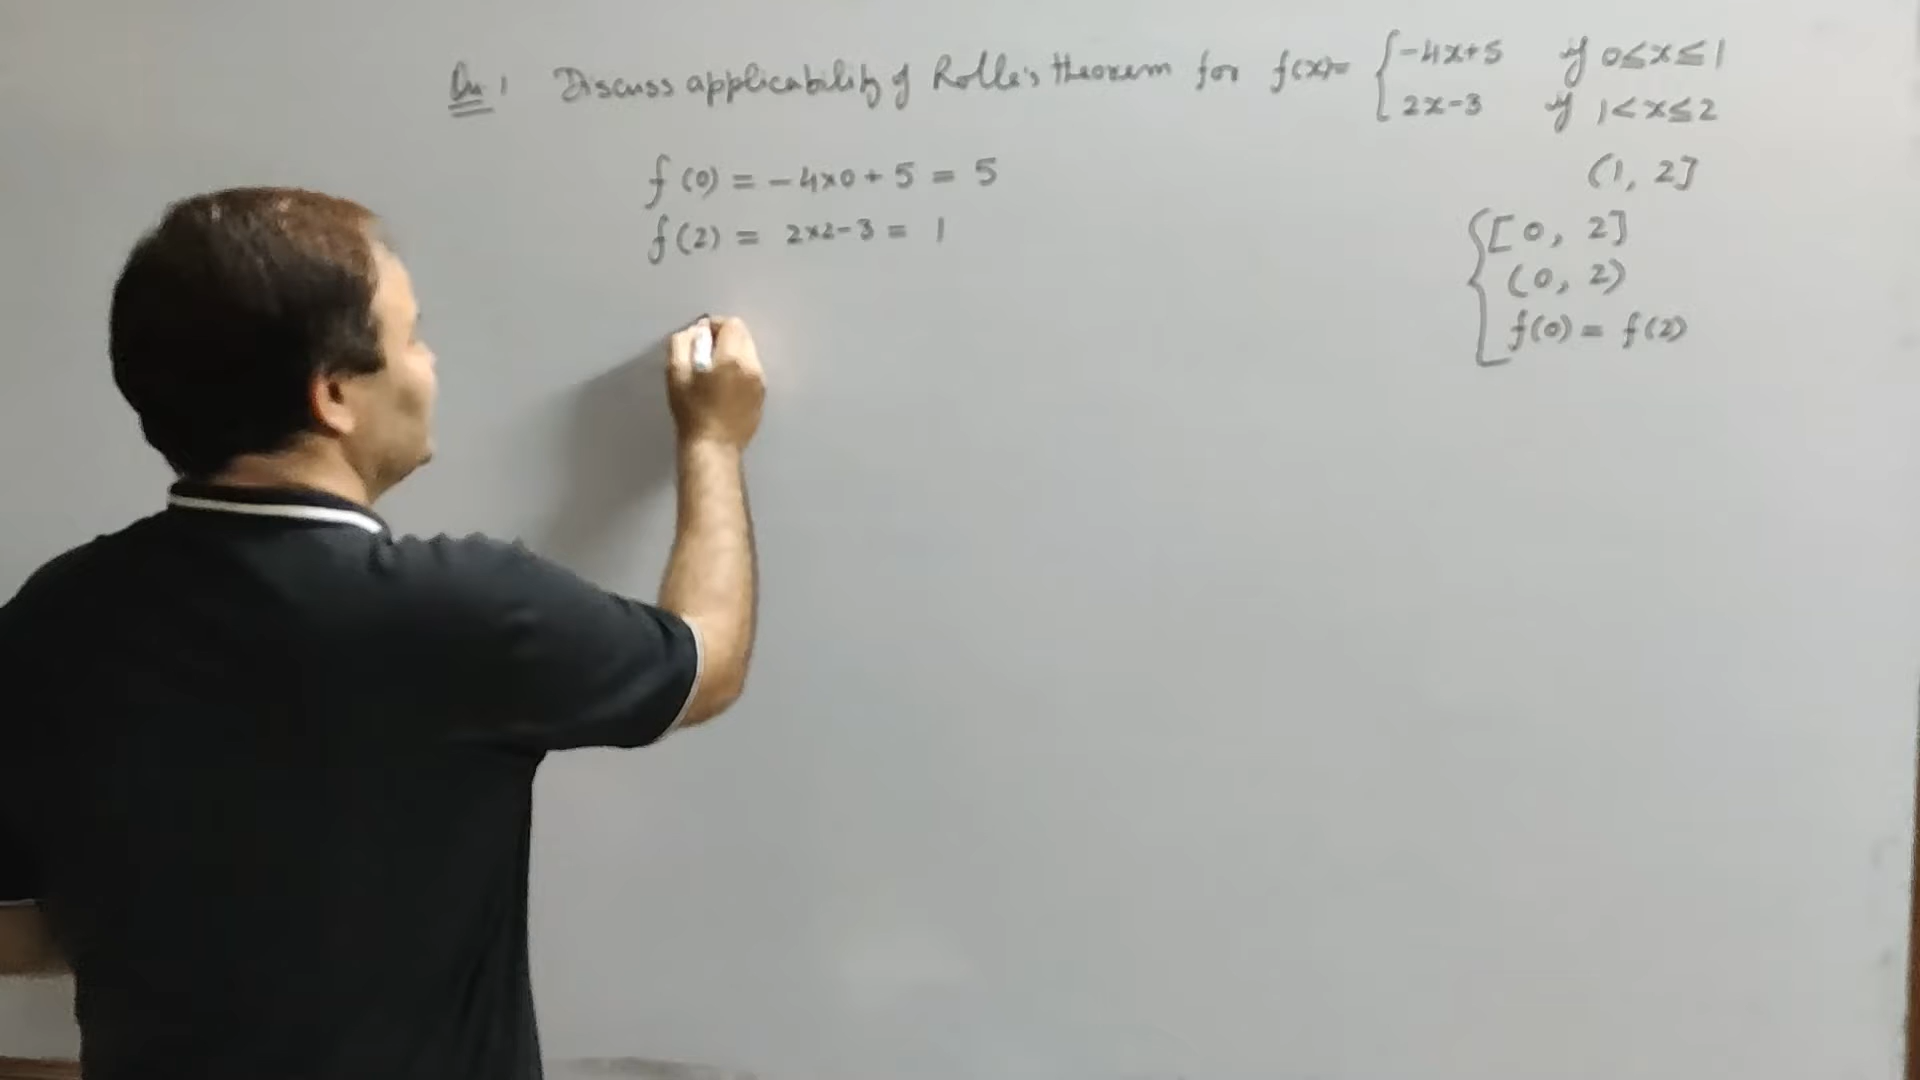 Qu 1 Discuss applicability of Rolle's theorem for f(x)= { -4x+5 if 0≤x≤1
2x-3 if 1<x≤2
f(0) = -4×0+5 = 5
(1, 2]
f(2) = 2×2-3 = 1
[0, 2]
(0, 2)
f(0) = f(2)